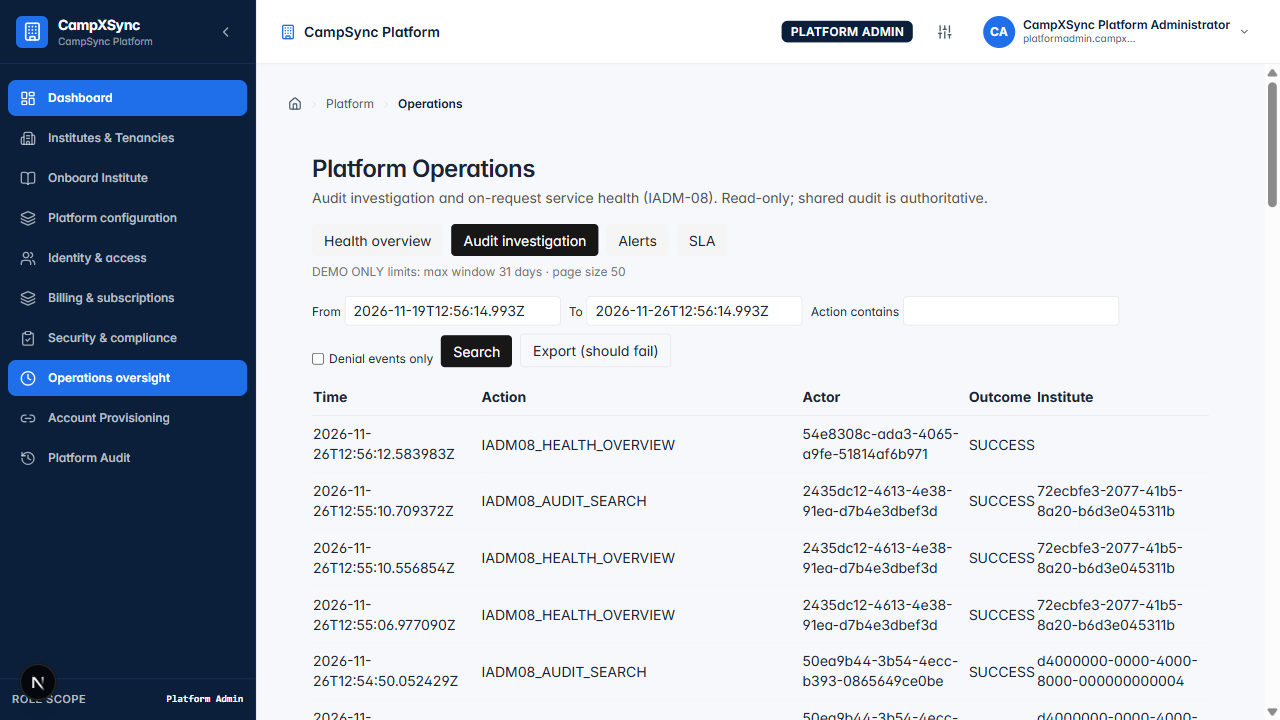 CampXSync
CampSync Platform
Dashboard
Institutes & Tenancies
Onboard Institute
Platform configuration
Identity & access
Billing & subscriptions
Security & compliance
Operations oversight
Account Provisioning
Platform Audit
N
ROLE SCOPE
Platform Admin
CampSync Platform
PLATFORM ADMIN
CA
CampXSync Platform Administrator
platformadmin.campx...
Platform
Operations
Platform Operations
Audit investigation and on-request service health (IADM-08). Read-only; shared audit is authoritative.
Health overview Audit investigation Alerts SLA
DEMO ONLY limits: max window 31 days · page size 50
From 2026-11-19T12:56:14.993Z To 2026-11-26T12:56:14.993Z Action contains
Denial events only Search Export (should fail)
Time Action Actor Outcome Institute
2026-11-26T12:56:12.583983Z IADM08_HEALTH_OVERVIEW 54e8308c-ada3-4065-a9fe-51814af6b971 SUCCESS
2026-11-26T12:55:10.709372Z IADM08_AUDIT_SEARCH 2435dc12-4613-4e38-91ea-d7b4e3dbef3d SUCCESS 72ecbfe3-2077-41b5-8a20-b6d3e045311b
2026-11-26T12:55:10.556854Z IADM08_HEALTH_OVERVIEW 2435dc12-4613-4e38-91ea-d7b4e3dbef3d SUCCESS 72ecbfe3-2077-41b5-8a20-b6d3e045311b
2026-11-26T12:55:06.977090Z IADM08_HEALTH_OVERVIEW 2435dc12-4613-4e38-91ea-d7b4e3dbef3d SUCCESS 72ecbfe3-2077-41b5-8a20-b6d3e045311b
2026-11-26T12:54:50.052429Z IADM08_AUDIT_SEARCH 50ea9b44-3b54-4ecc-b393-0865649ce0be SUCCESS d4000000-0000-4000-8000-000000000004
2026-11- 50ea9b44-3b54-4ecc- d4000000-0000-4000-